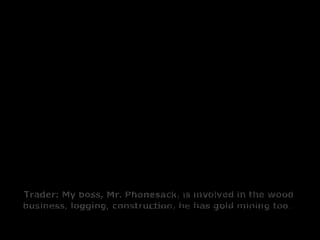 Trader: My boss, Mr. Phonesack, is involved in the wood
business, logging, construction, he has gold mining too.